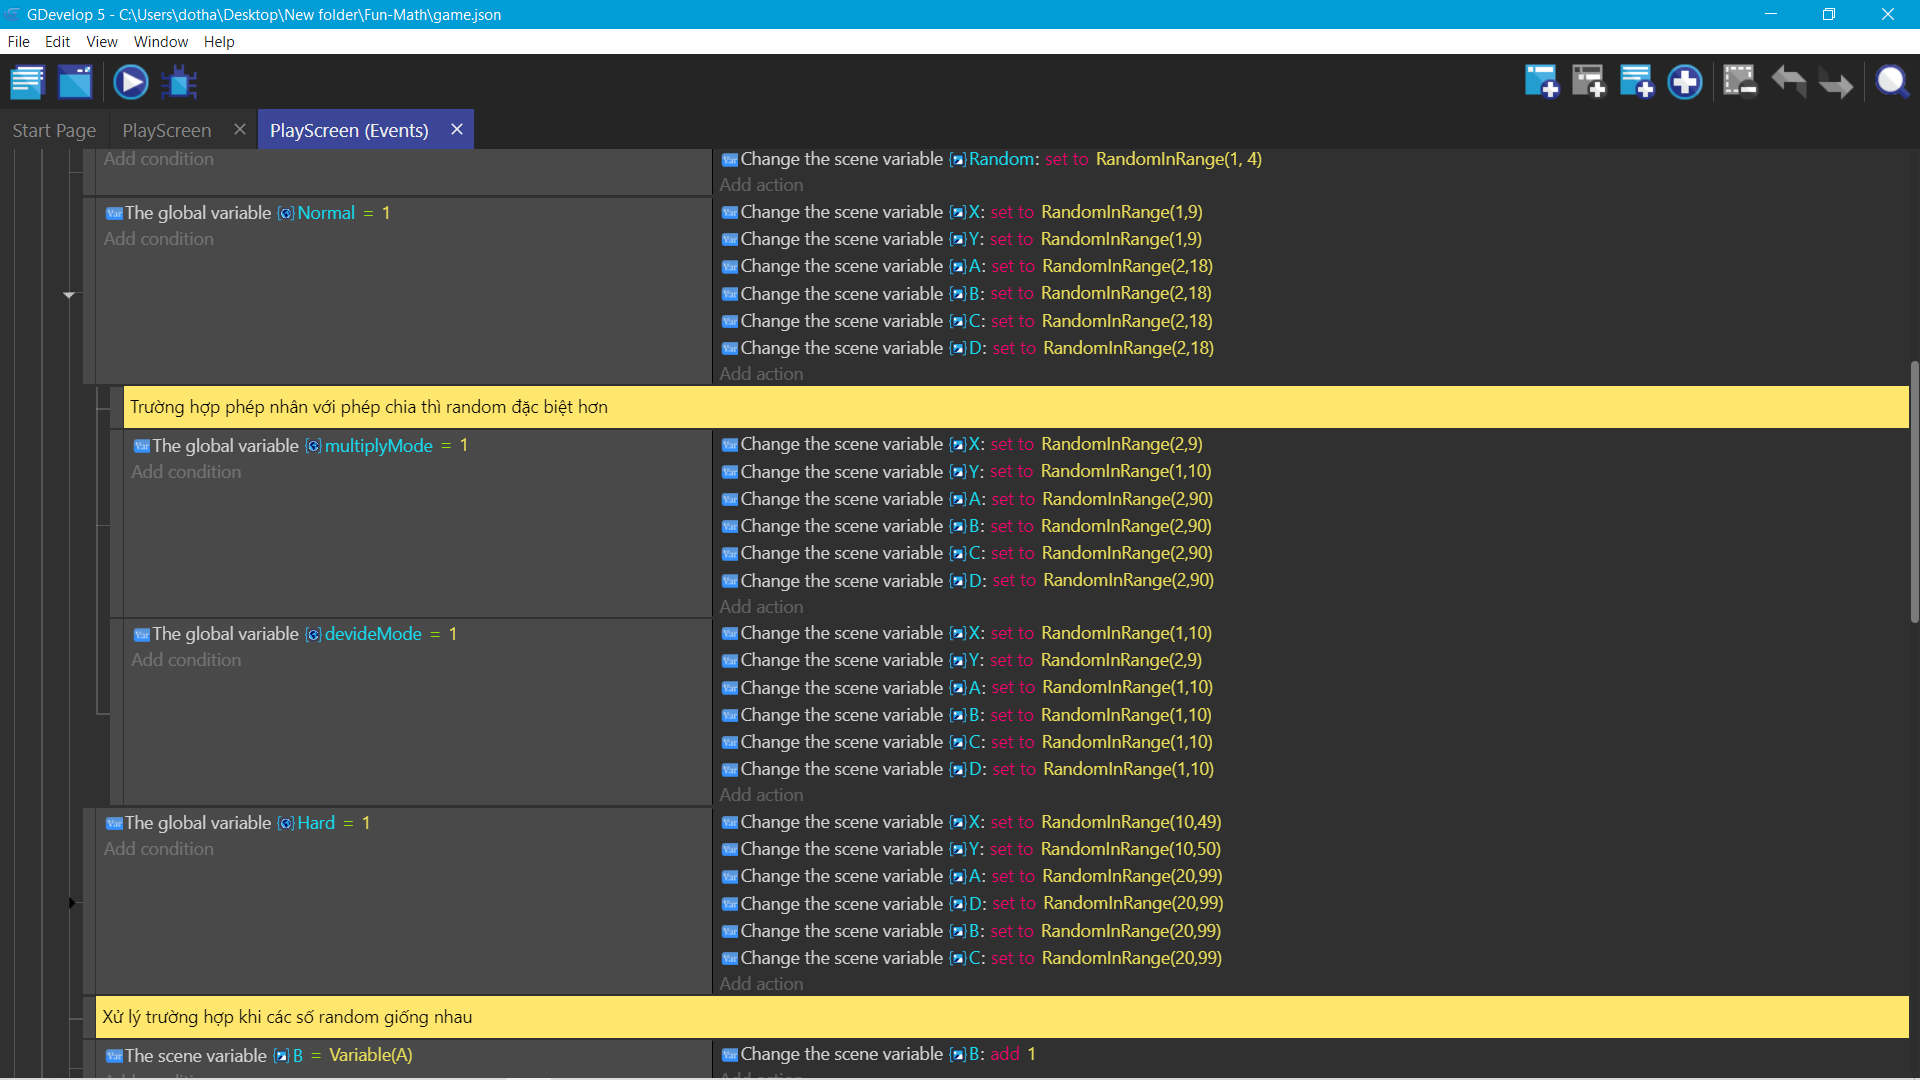 GDevelop 5 - C:\Users\dotha\Desktop\New folder\Fun-Math\game.json
File Edit View Window Help
Start Page PlayScreen PlayScreen (Events)
Add condition
Change the scene variable Random: set to RandomInRange(1, 4)
Add action
The global variable Normal = 1
Add condition
Change the scene variable X: set to RandomInRange(1,9)
Change the scene variable Y: set to RandomInRange(1,9)
Change the scene variable A: set to RandomInRange(2,18)
Change the scene variable B: set to RandomInRange(2,18)
Change the scene variable C: set to RandomInRange(2,18)
Change the scene variable D: set to RandomInRange(2,18)
Add action
Trường hợp phép nhân với phép chia thì random đặc biệt hơn
The global variable multiplyMode = 1
Add condition
Change the scene variable X: set to RandomInRange(2,9)
Change the scene variable Y: set to RandomInRange(1,10)
Change the scene variable A: set to RandomInRange(2,90)
Change the scene variable B: set to RandomInRange(2,90)
Change the scene variable C: set to RandomInRange(2,90)
Change the scene variable D: set to RandomInRange(2,90)
Add action
The global variable devideMode = 1
Add condition
Change the scene variable X: set to RandomInRange(1,10)
Change the scene variable Y: set to RandomInRange(2,9)
Change the scene variable A: set to RandomInRange(1,10)
Change the scene variable B: set to RandomInRange(1,10)
Change the scene variable C: set to RandomInRange(1,10)
Change the scene variable D: set to RandomInRange(1,10)
Add action
The global variable Hard = 1
Add condition
Change the scene variable X: set to RandomInRange(10,49)
Change the scene variable Y: set to RandomInRange(10,50)
Change the scene variable A: set to RandomInRange(20,99)
Change the scene variable D: set to RandomInRange(20,99)
Change the scene variable B: set to RandomInRange(20,99)
Change the scene variable C: set to RandomInRange(20,99)
Add action
Xử lý trường hợp khi các số random giống nhau
The scene variable B = Variable(A)
Change the scene variable B: add 1